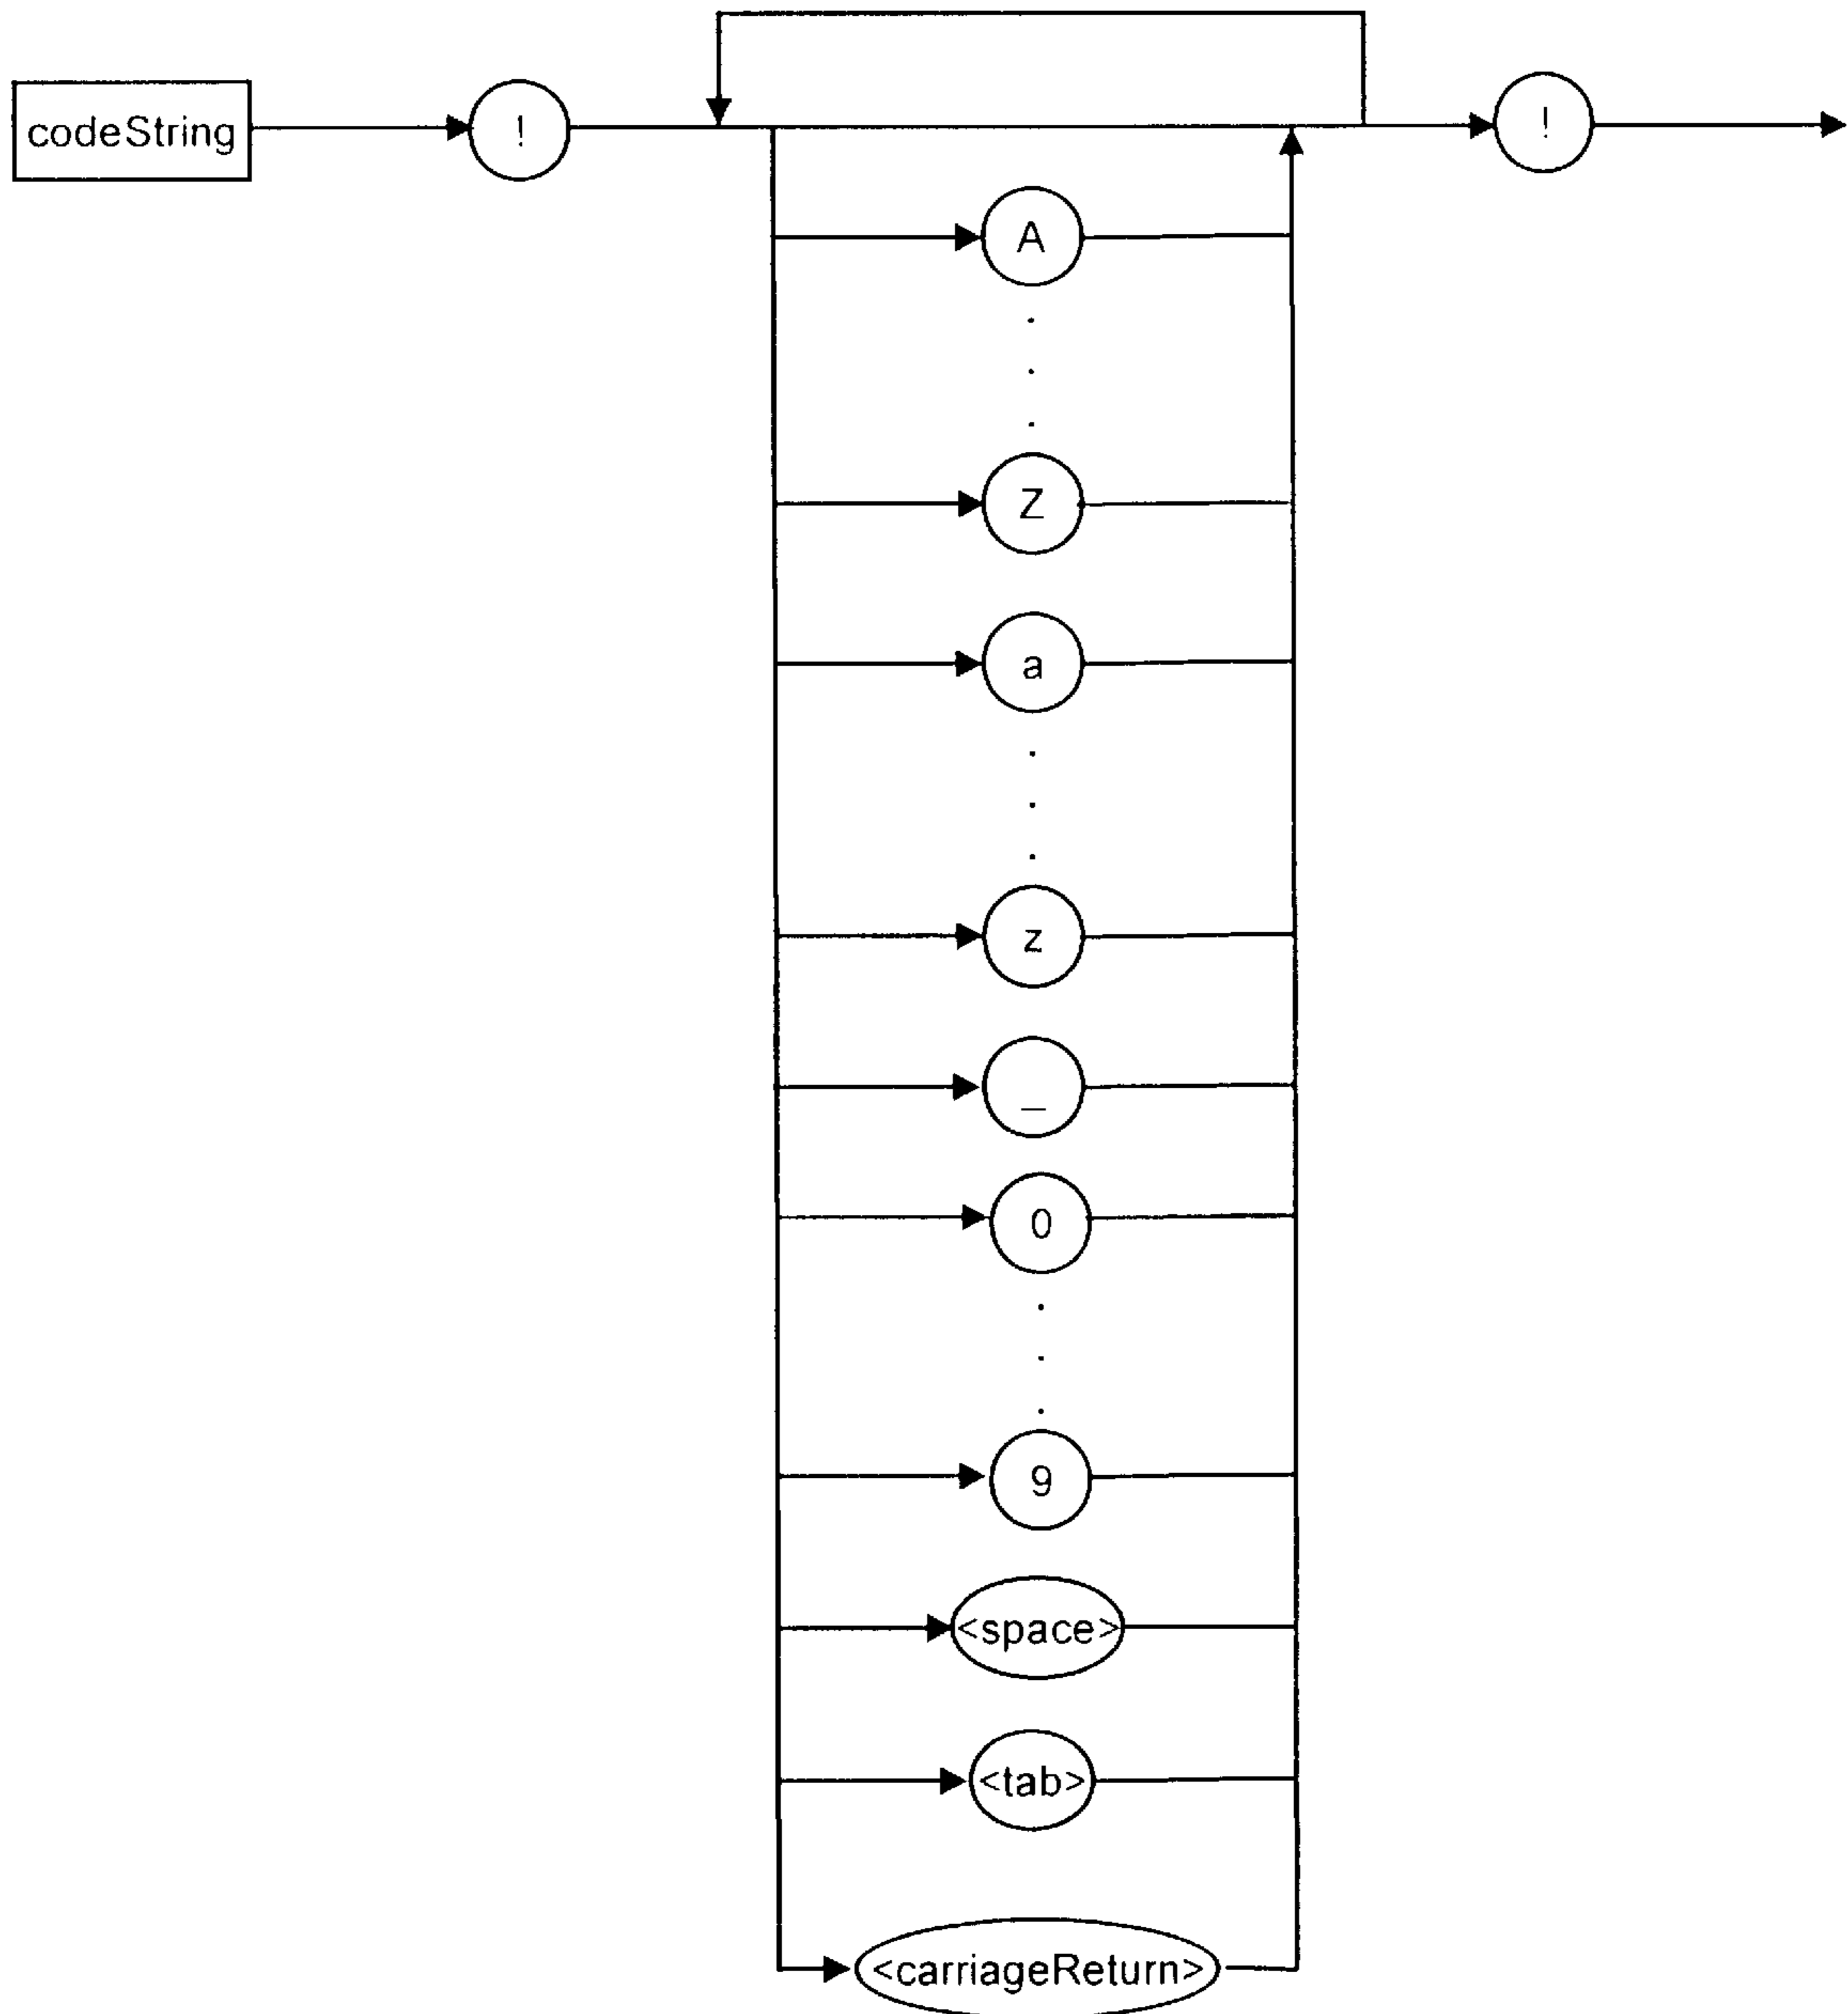 codeString ! !
A
.
.
.
Z
a
.
.
.
z
_
0
.
.
.
9
<space>
<tab>
<carriageReturn>